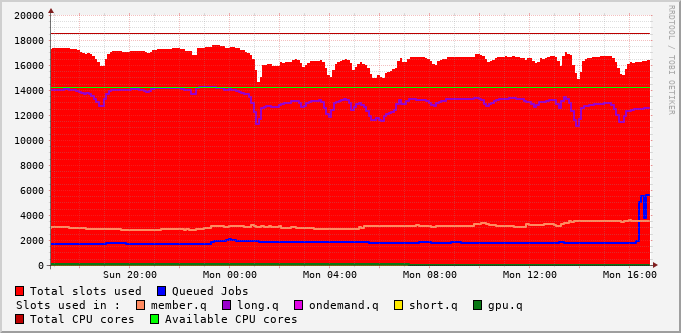 20000
18000
16000
14000
12000
10000
8000
6000
4000
2000
0
Sun 20:00 Mon 00:00 Mon 04:00 Mon 08:00 Mon 12:00 Mon 16:00
RRDTOOL / TOBI OETIKER
Total slots used Queued Jobs
Slots used in : member.q long.q ondemand.q short.q gpu.q
Total CPU cores Available CPU cores